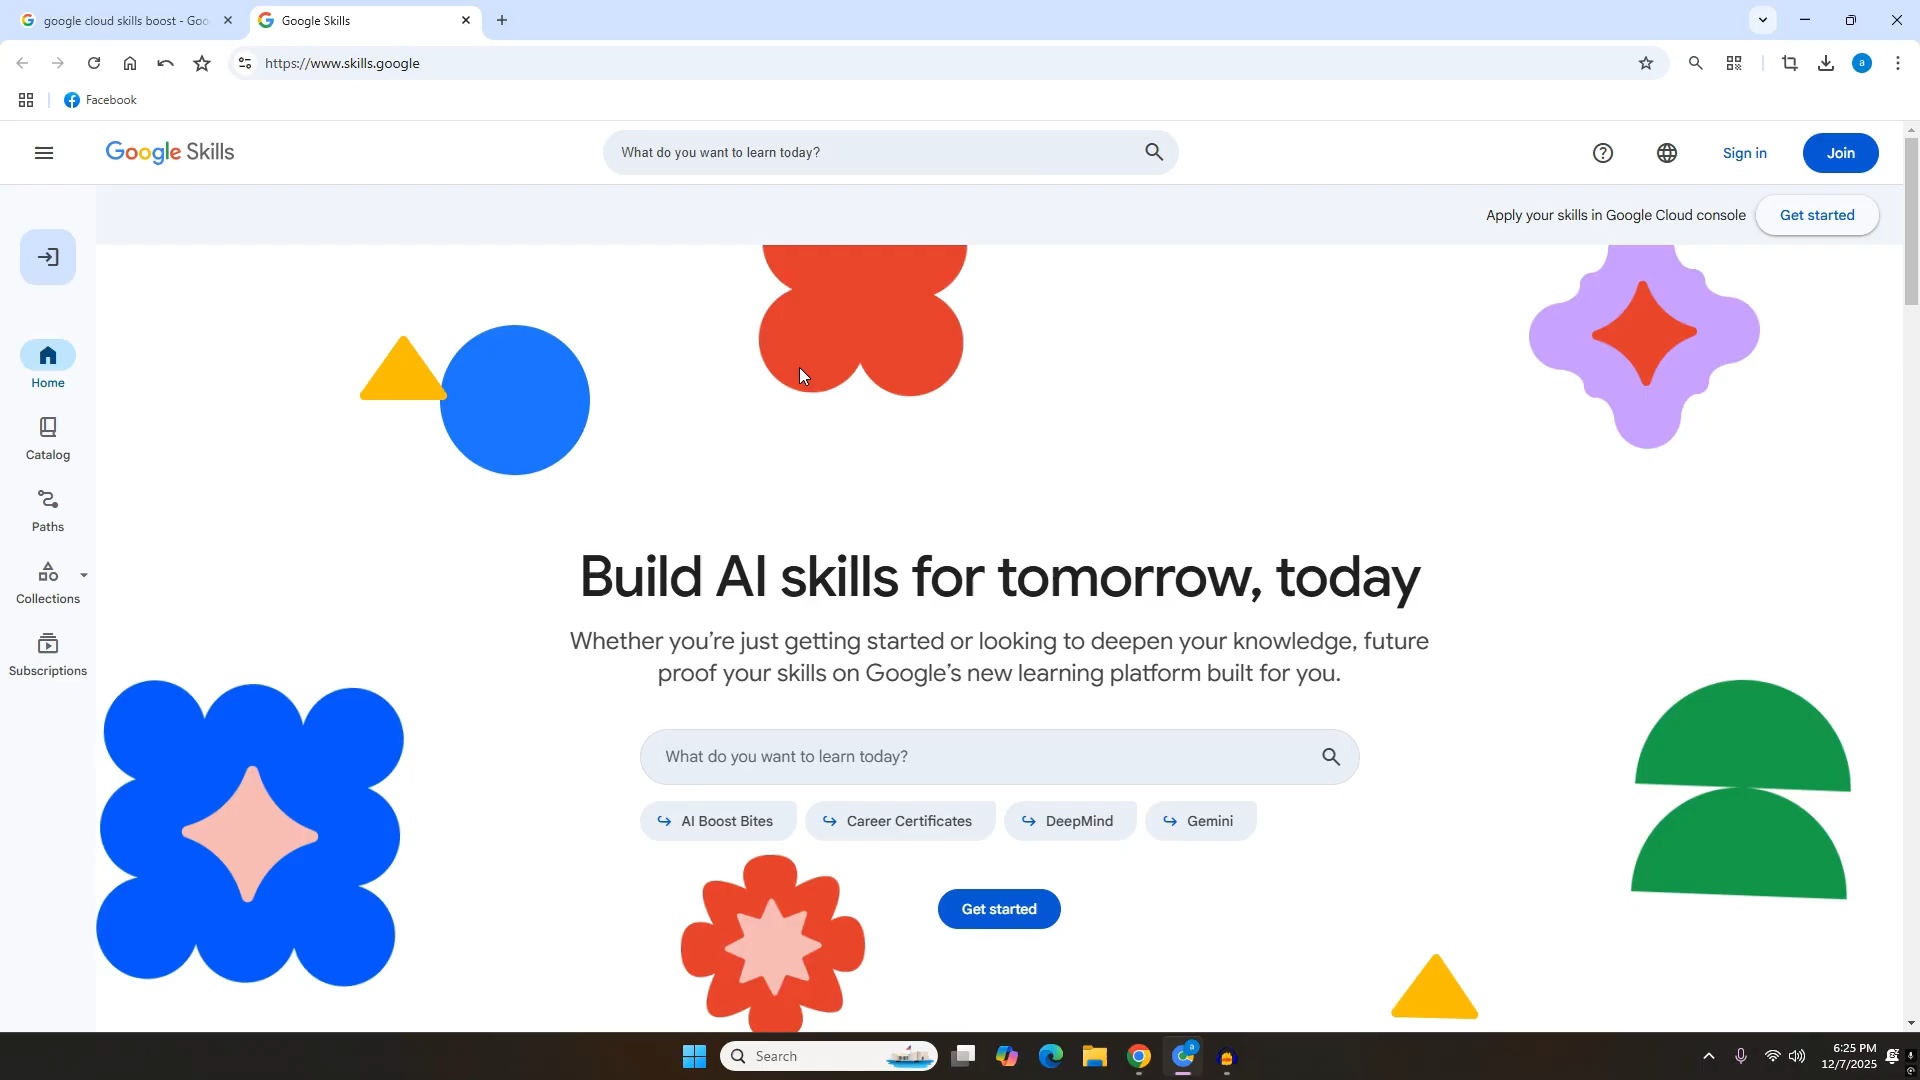 google cloud skills boost - Goo
Google Skills
https://www.skills.google
a
Facebook
Google Skills
What do you want to learn today?
Sign in
Join
Apply your skills in Google Cloud console
Get started
Home
Catalog
Paths
Collections
Subscriptions
Build AI skills for tomorrow, today
Whether you’re just getting started or looking to deepen your knowledge, future
proof your skills on Google’s new learning platform built for you.
What do you want to learn today?
AI Boost Bites
Career Certificates
DeepMind
Gemini
Get started
Search
a
6:25 PM
12/7/2025